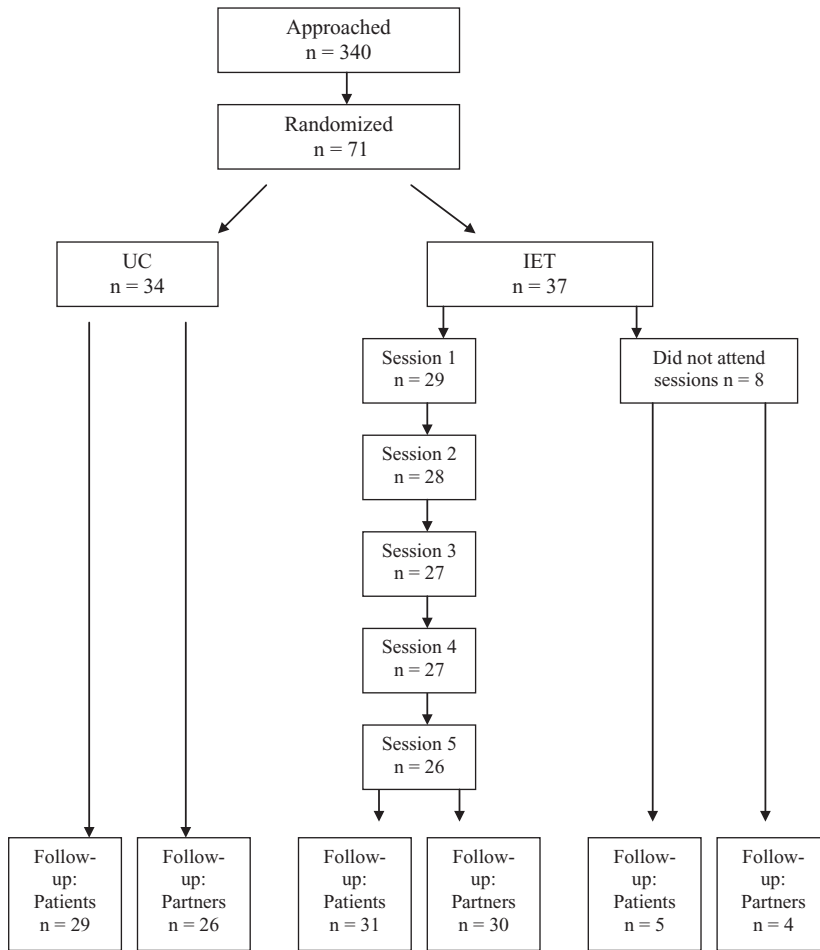 Approached
n = 340
Randomized
n = 71
UC
n = 34
IET
n = 37
Session 1
n = 29
Did not attend
sessions n = 8
Session 2
n = 28
Session 3
n = 27
Session 4
n = 27
Session 5
n = 26
Follow-
up:
Patients
n = 29
Follow-
up:
Partners
n = 26
Follow-
up:
Patients
n = 31
Follow-
up:
Partners
n = 30
Follow-
up:
Patients
n = 5
Follow-
up:
Partners
n = 4